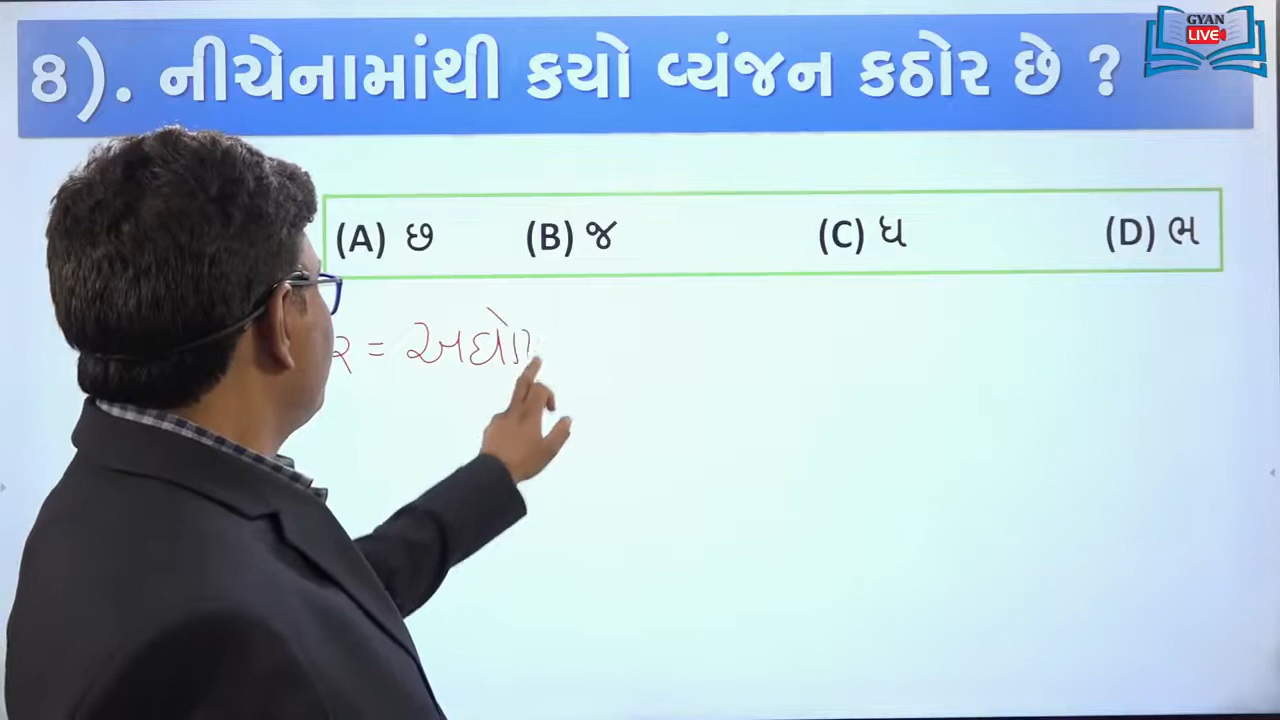 GYAN
LIVE
8). નીચેનામાંથી કયો વ્યંજન કઠોર છે ?
(A) છ (B) જ (C) ધ (D) ભ
ર = અઘોષ